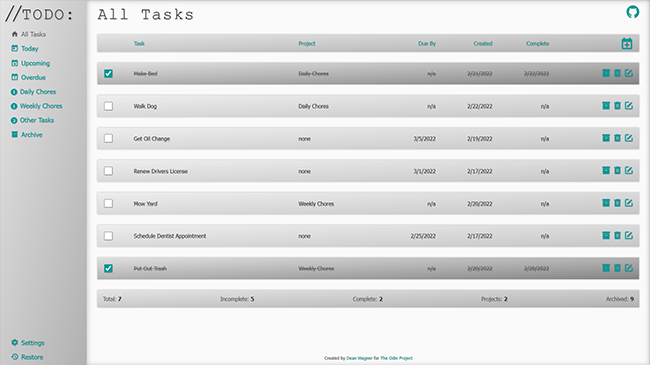 //TODO:
All Tasks
Today
Upcoming
Overdue
Daily Chores
Weekly Chores
Other Tasks
Archive
Settings
Restore
All Tasks
Task Project Due By Created Complete
Make Bed Daily Chores n/a 2/21/2022 2/22/2022
Walk Dog Daily Chores n/a 2/22/2022 n/a
Get Oil Change none 3/5/2022 2/19/2022 n/a
Renew Drivers License none 3/1/2022 2/17/2022 n/a
Mow Yard Weekly Chores n/a 2/20/2022 n/a
Schedule Dentist Appointment none 2/25/2022 2/17/2022 n/a
Put Out Trash Weekly Chores n/a 2/20/2022 2/20/2022
Total: 7 Incomplete: 5 Complete: 2 Projects: 2 Archived: 9
Created by Dean Wagner for The Odin Project